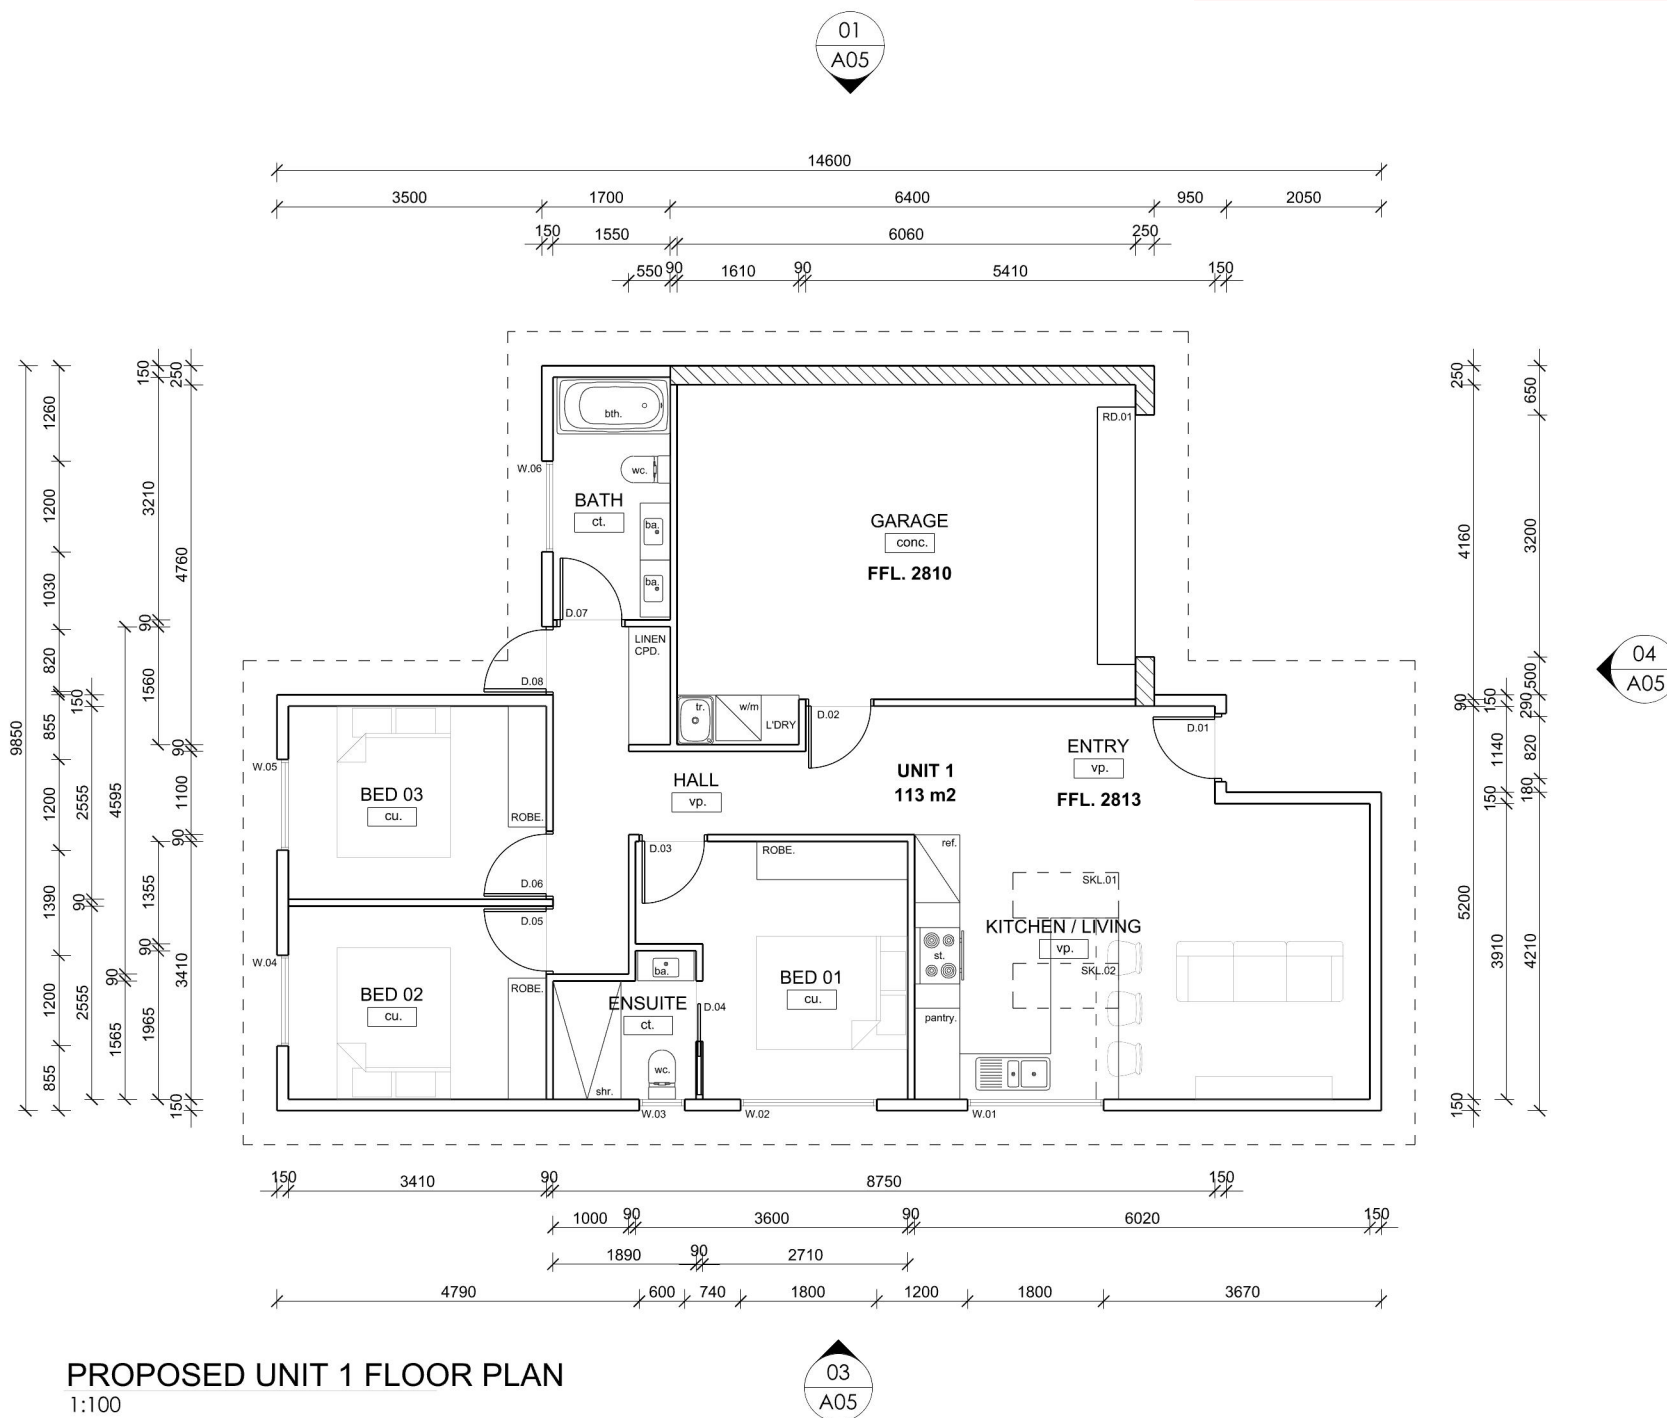 01
A05
14600
3500 1700 6400 950 2050
150 1550 6060 250
550 90 1610 90 5410 150
9850
1260 1200 1030 820 855 1200 1390 1200 855
150 2555 90 2555
4595 90 1565
150 3210 90 1560 1355 90 1965
250 4760 90 1100 90 3410 150
bth.
wc.
W.06
BATH
ct.
ba.
ba.
D.07
LINEN
CPD.
D.08
RD.01
GARAGE
conc.
FFL. 2810
tr.
w/m
L'DRY
D.02
D.01
ENTRY
vp.
FFL. 2813
UNIT 1
113 m2
HALL
vp.
W.05
BED 03
cu.
ROBE.
D.06
D.05
W.04
BED 02
cu.
ROBE.
D.03
ROBE.
BED 01
cu.
ba.
ENSUITE
ct.
D.04
wc.
shr.
W.03
W.02
ref.
SKL.01
KITCHEN / LIVING
vp.
SKL.02
st.
pantry.
W.01
250 4160 90 5200 150
150 1140 150 3910
650 3200 500 290 820 180 4210
04
A05
150 3410 90 8750 150
1000 90 3600 90 6020 150
1890 90 2710
4790 600 740 1800 1200 1800 3670
PROPOSED UNIT 1 FLOOR PLAN
1:100
03
A05